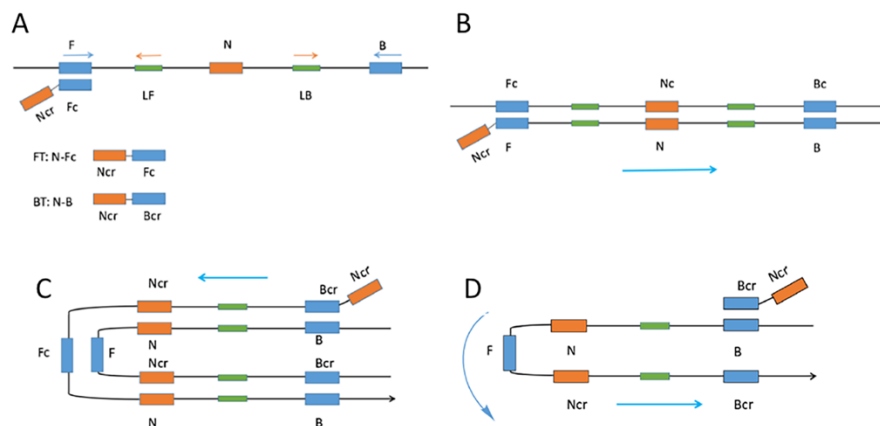 A
F N B
Ncr Fc LF LB
FT: N-Fc
Ncr Fc
BT: N-B
Ncr Bcr
B
Fc Nc Bc
Ncr F N B
C
Ncr Bcr Ncr
Fc F N B
Ncr Bcr
N B
D
Bcr Ncr
F N B
Ncr Bcr